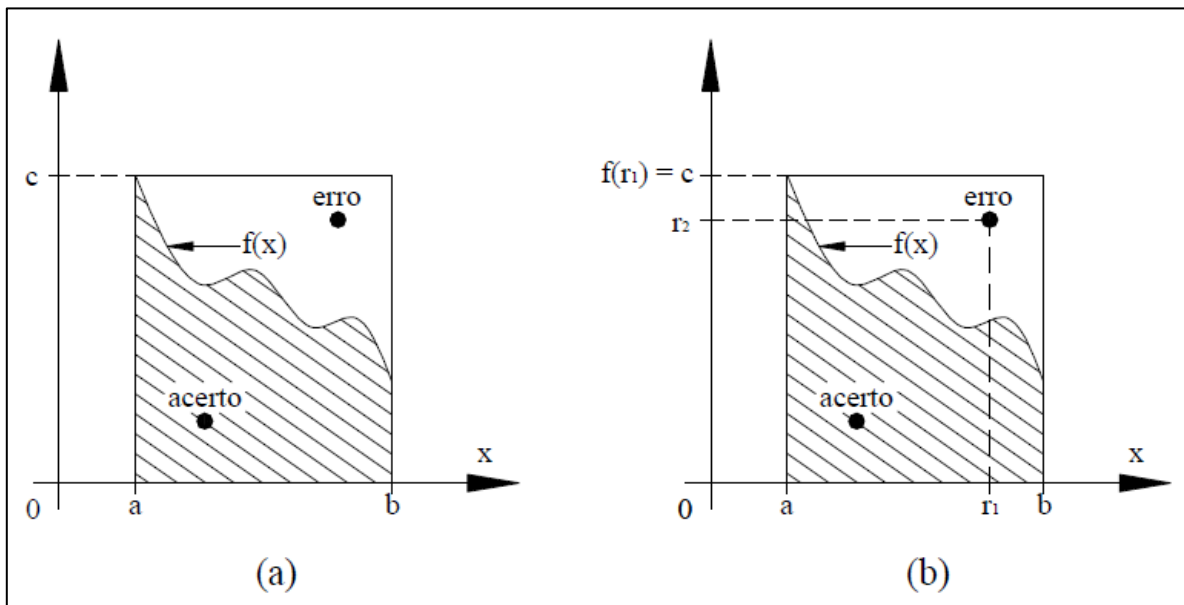 c
erro
f(x)
acerto
x
0
a
b
(a)
f(r₁) = c
erro
r₂
f(x)
acerto
x
0
a
r₁
b
(b)